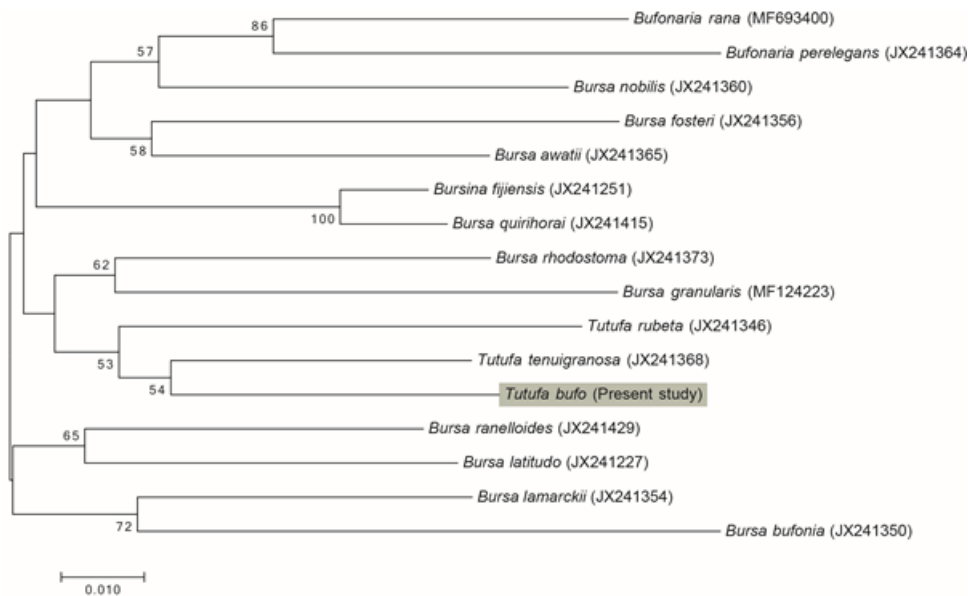 86
Bufonaria rana (MF693400)
57
Bufonaria perelegans (JX241364)
Bursa nobilis (JX241360)
Bursa fosteri (JX241356)
58
Bursa awatii (JX241365)
Bursina fijiensis (JX241251)
100
Bursa quirihorai (JX241415)
62
Bursa rhodostoma (JX241373)
Bursa granularis (MF124223)
Tutufa rubeta (JX241346)
53
Tutufa tenuigranosa (JX241368)
54
Tutufa bufo (Present study)
65
Bursa ranelloides (JX241429)
Bursa latitudo (JX241227)
Bursa lamarckii (JX241354)
72
Bursa bufonia (JX241350)
0.010